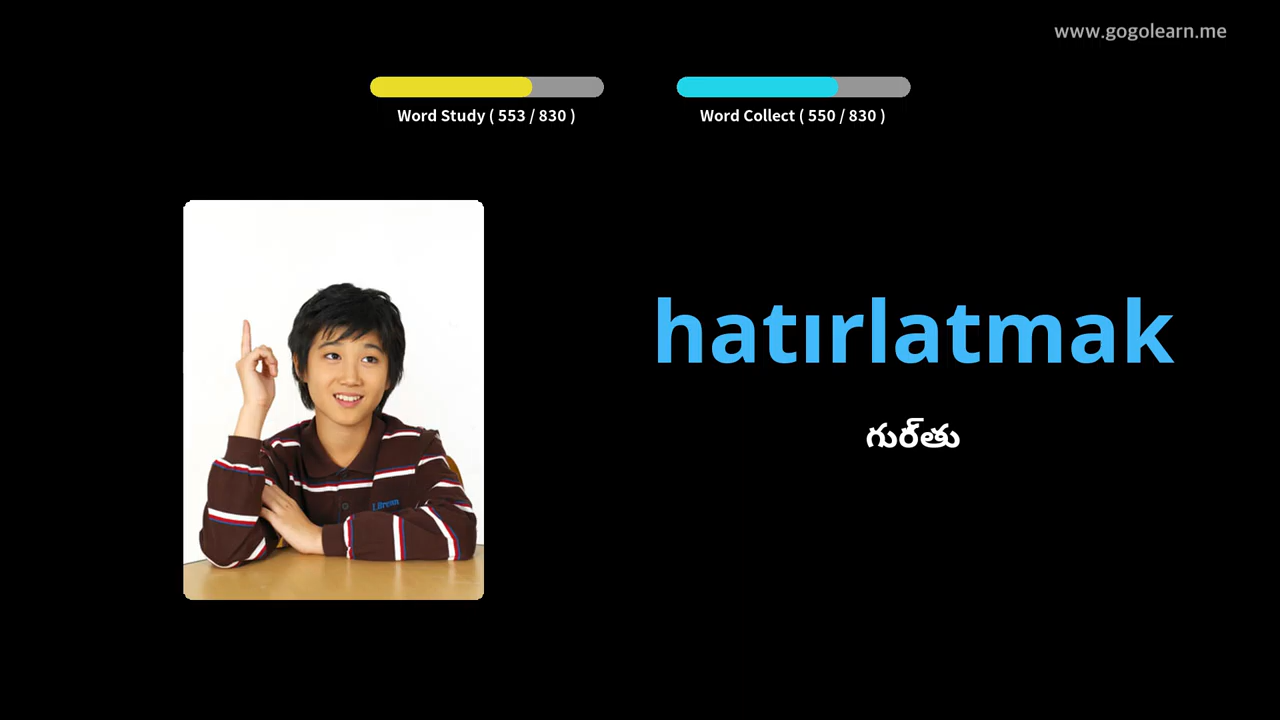 www.gogolearn.me
Word Study ( 553 / 830 )
Word Collect ( 550 / 830 )
hatırlatmak
గుర్‌తు